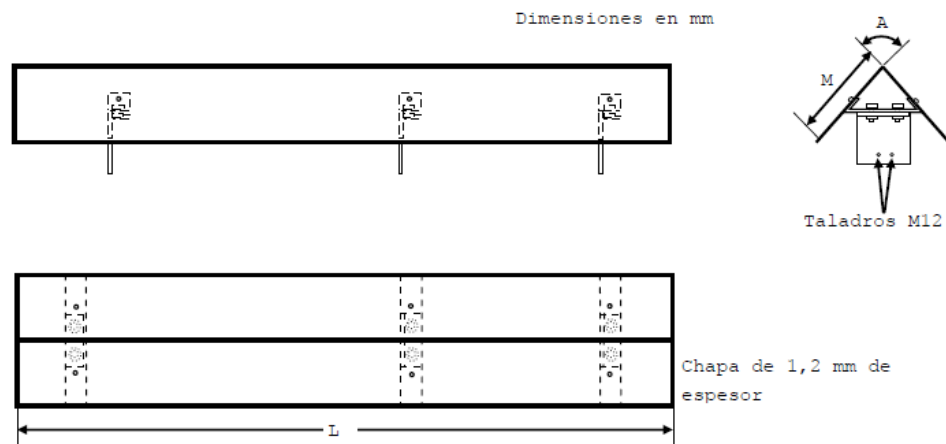 Dimensiones en mm
A
M
Taladros M12
Chapa de 1,2 mm de
espesor
L